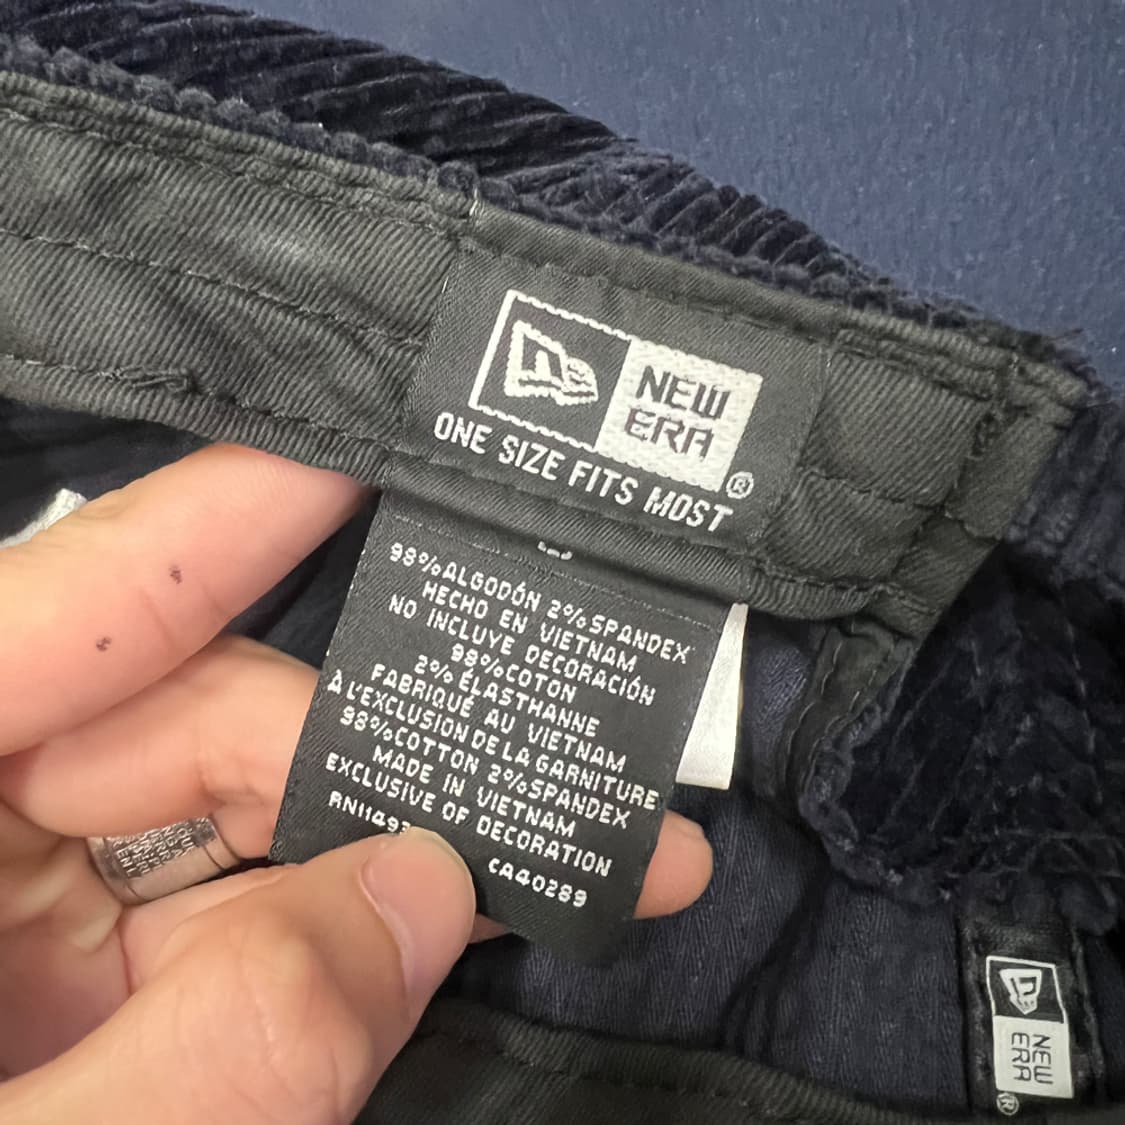 NEW
ERA
®
ONE SIZE FITS MOST
98%ALGODÓN 2%SPANDEX
HECHO EN VIETNAM
NO INCLUYE DECORACIÓN
98%COTON
2%ÉLASTHANNE
FABRIQUÉ AU VIETNAM
À L'EXCLUSION DE LA GARNITURE
98%COTTON 2%SPANDEX
MADE IN VIETNAM
EXCLUSIVE OF DECORATION
CA40289
NEW
ERA
®